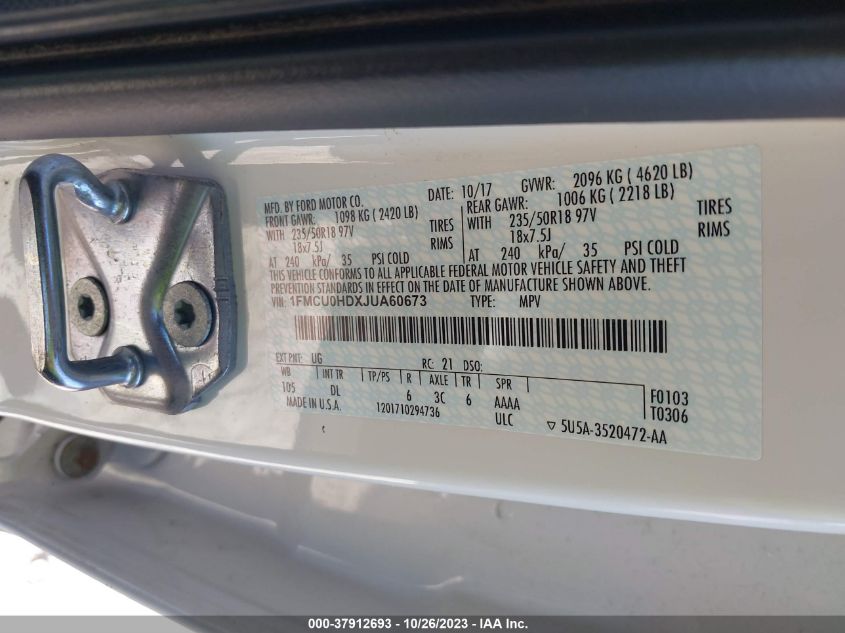 MFD. BY FORD MOTOR CO. DATE: 10/17 GVWR: 2096 KG ( 4620 LB)
FRONT GAWR: 1098 KG (2420 LB) REAR GAWR: 1006 KG ( 2218 LB)
WITH 235/50R18 97V TIRES WITH 235/50R18 97V TIRES
18x7.5J RIMS 18x7.5J RIMS
AT 240 kPa/ 35 PSI COLD AT 240 kPa/ 35 PSI COLD
THIS VEHICLE CONFORMS TO ALL APPLICABLE FEDERAL MOTOR VEHICLE SAFETY AND THEFT
PREVENTION STANDARDS IN EFFECT ON THE DATE OF MANUFACTURE SHOWN ABOVE.
VIN: 1FMCU0HDXJUA60673 TYPE: MPV
EXT PNT: UG RC: 21 DSO:
WB INT TR TP/PS R AXLE TR SPR
105 DL 6 3C 6 AAAA F0103
MADE IN U.S.A. 1201710294736 ULC T0306
▽ 5U5A-3520472-AA
000-37912693 - 10/26/2023 - IAA Inc.